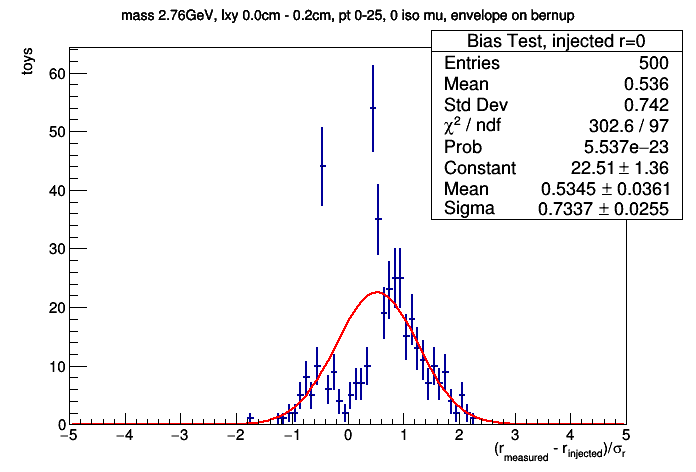 mass 2.76GeV, lxy 0.0cm - 0.2cm, pt 0-25, 0 iso mu, envelope on bernup
Bias Test, injected r=0
Entries 500
Mean 0.536
Std Dev 0.742
χ² / ndf 302.6 / 97
Prob 5.537e−23
Constant 22.51 ± 1.36
Mean 0.5345 ± 0.0361
Sigma 0.7337 ± 0.0255
toys
60
50
40
30
20
10
0
−5 −4 −3 −2 −1 0 1 2 3 4 5
(r_measured - r_injected)/σ_r